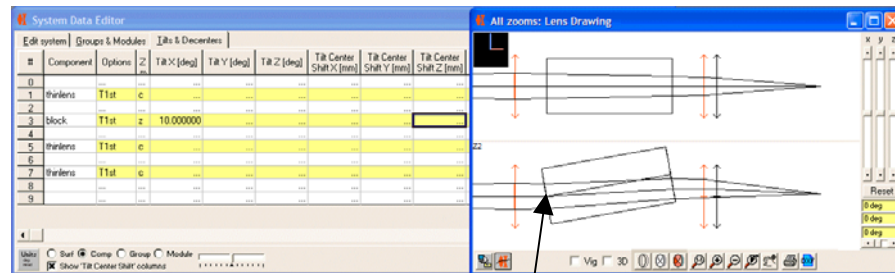 System Data Editor
Edit system Groups & Modules Tilts & Decenters
# Component Options Z Tilt X [deg] Tilt Y [deg] Tilt Z [deg] Tilt Center Shift X [mm] Tilt Center Shift Y [mm] Tilt Center Shift Z [mm]
0 ... ... ... ... ... ... ... ...
1 thinlens T1st c ... ... ... ... ... ...
2 ... ... ... ... ... ... ... ...
3 block T1st z 10.000000 ... ... ... ... ...
4 ... ... ... ... ... ... ... ...
5 thinlens T1st c ... ... ... ... ... ...
6 ... ... ... ... ... ... ... ...
7 thinlens T1st c ... ... ... ... ... ...
8 ... ... ... ... ... ... ... ...
9 ... ... ... ... ... ... ... ...
Units Surf Comp Group Module
Show 'Tilt Center Shift' columns
All zooms: Lens Drawing
x y z
Z2
Reset
0 deg
0 deg
0 deg
Vig 3D